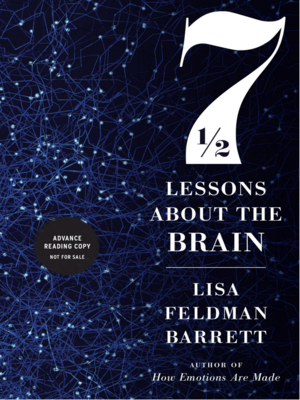 7
1/2
LESSONS
ABOUT THE
BRAIN
ADVANCE
READING COPY
NOT FOR SALE
LISA
FELDMAN
BARRETT
AUTHOR OF
How Emotions Are Made